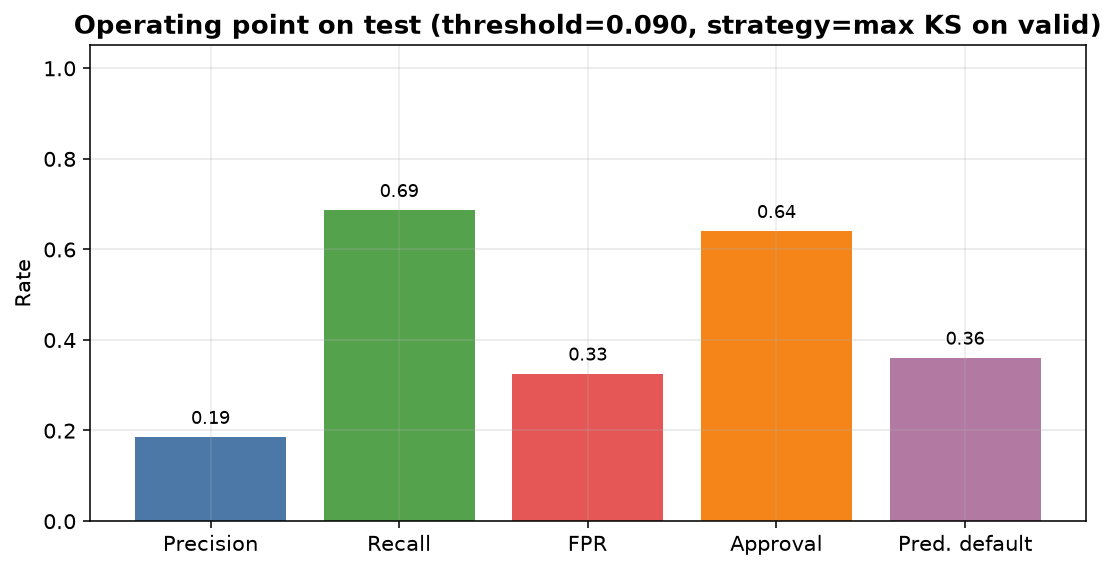 Operating point on test (threshold=0.090, strategy=max KS on valid)
Rate
1.0
0.8
0.6
0.4
0.2
0.0
0.19
0.69
0.33
0.64
0.36
Precision
Recall
FPR
Approval
Pred. default